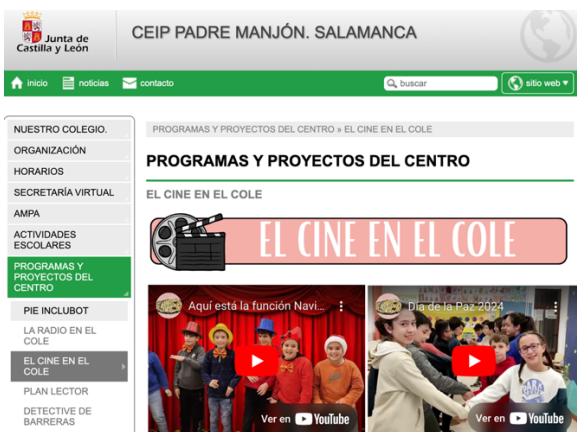 Junta de
Castilla y León
CEIP PADRE MANJÓN. SALAMANCA
inicio
noticias
contacto
buscar
sitio web ▾
NUESTRO COLEGIO.
ORGANIZACIÓN
HORARIOS
SECRETARÍA VIRTUAL
AMPA
ACTIVIDADES
ESCOLARES
PROGRAMAS Y
PROYECTOS DEL
CENTRO
PIE INCLUBOT
LA RADIO EN EL
COLE
EL CINE EN EL
COLE
PLAN LECTOR
DETECTIVE DE
BARRERAS
PROGRAMAS Y PROYECTOS DEL CENTRO » EL CINE EN EL COLE
PROGRAMAS Y PROYECTOS DEL CENTRO
EL CINE EN EL COLE
EL CINE EN EL COLE
Aquí está la función Navi...
Ver en YouTube
Día de la Paz 2024
Ver en YouTube